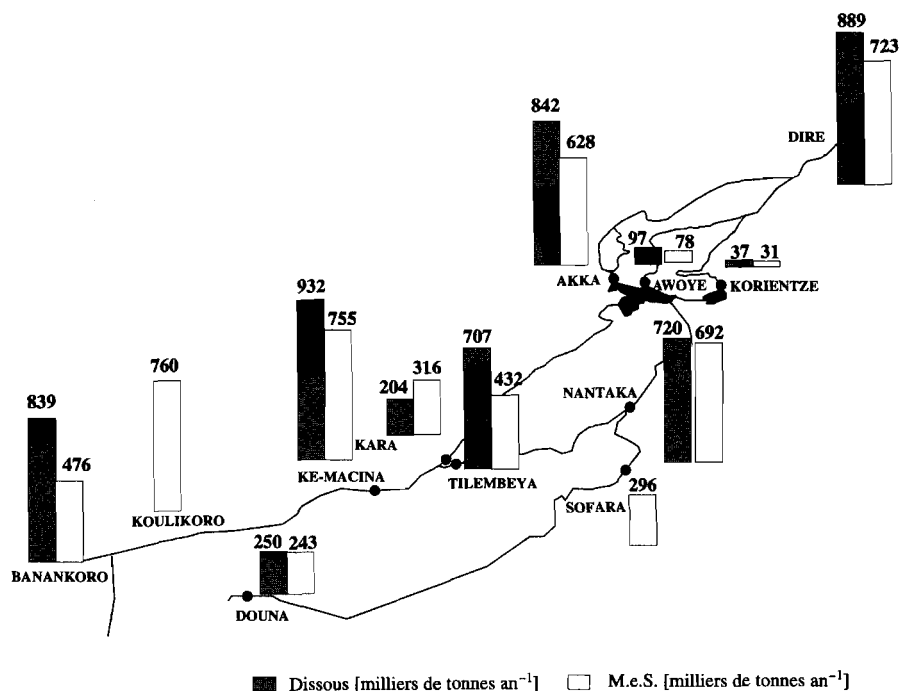 889
723
842
628
DIRE
97 78
37 31
AKKA
AWOYE
KORIENTZE
932
755
707
720 692
760
316
204
432
839
NANTAKA
476
KARA
KE-MACINA
TILEMBEYA
296
SOFARA
KOULIKORO
250 243
BANANKORO
DOUNA
Dissous [milliers de tonnes an⁻¹] M.e.S. [milliers de tonnes an⁻¹]